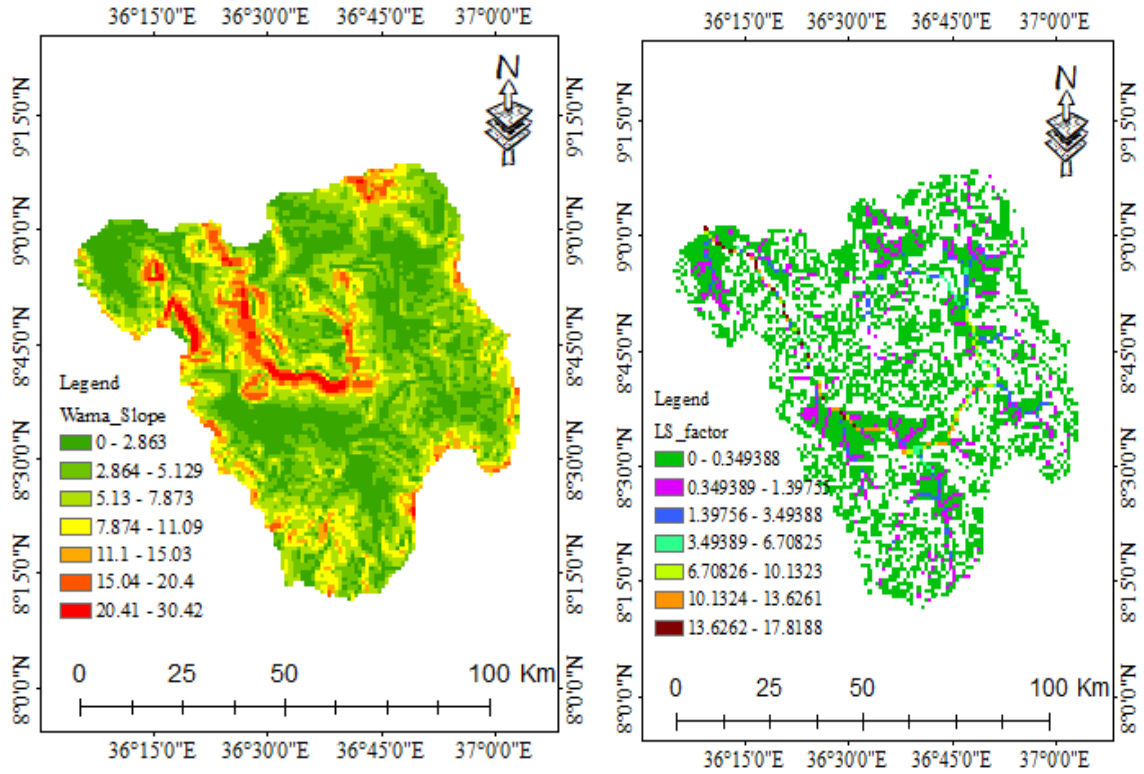 36°15'0"E 36°30'0"E 36°45'0"E 37°0'0"E
N
9°15'0"N
9°0'0"N
8°45'0"N
8°30'0"N
8°15'0"N
8°0'0"N
9°15'0"N
9°0'0"N
8°45'0"N
8°30'0"N
8°15'0"N
8°0'0"N
Legend
Wama_Slope
0 - 2.863
2.864 - 5.129
5.13 - 7.873
7.874 - 11.09
11.1 - 15.03
15.04 - 20.4
20.41 - 30.42
0 25 50 100 Km
36°15'0"E 36°30'0"E 36°45'0"E 37°0'0"E
36°15'0"E 36°30'0"E 36°45'0"E 37°0'0"E
N
9°15'0"N
9°0'0"N
8°45'0"N
8°30'0"N
8°15'0"N
8°0'0"N
9°15'0"N
9°0'0"N
8°45'0"N
8°30'0"N
8°15'0"N
8°0'0"N
Legend
LS_factor
0 - 0.349388
0.349389 - 1.39755
1.39756 - 3.49388
3.49389 - 6.70825
6.70826 - 10.1323
10.1324 - 13.6261
13.6262 - 17.8188
0 25 50 100 Km
36°15'0"E 36°30'0"E 36°45'0"E 37°0'0"E